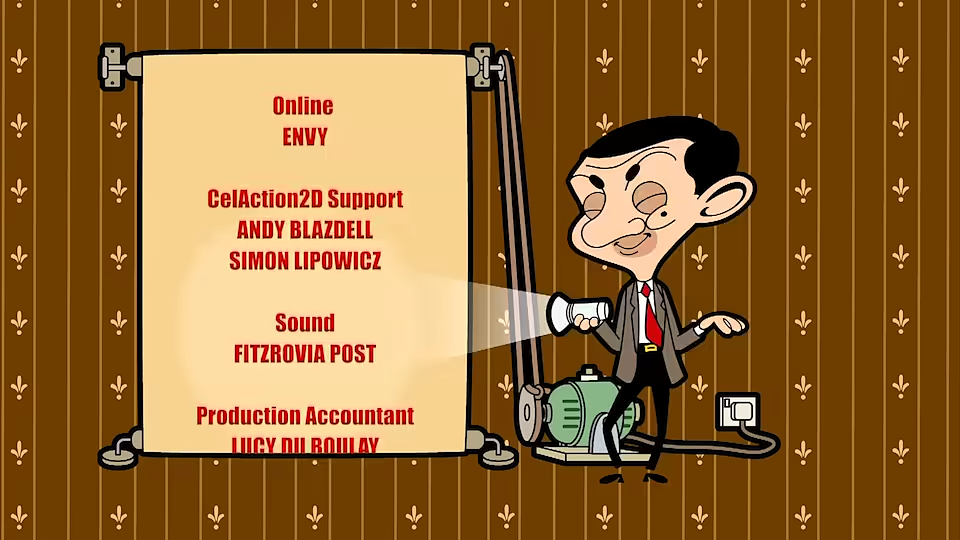 Online
ENVY
CelAction2D Support
ANDY BLAZDELL
SIMON LIPOWICZ
Sound
FITZROVIA POST
Production Accountant
LUCY DU BOULAY